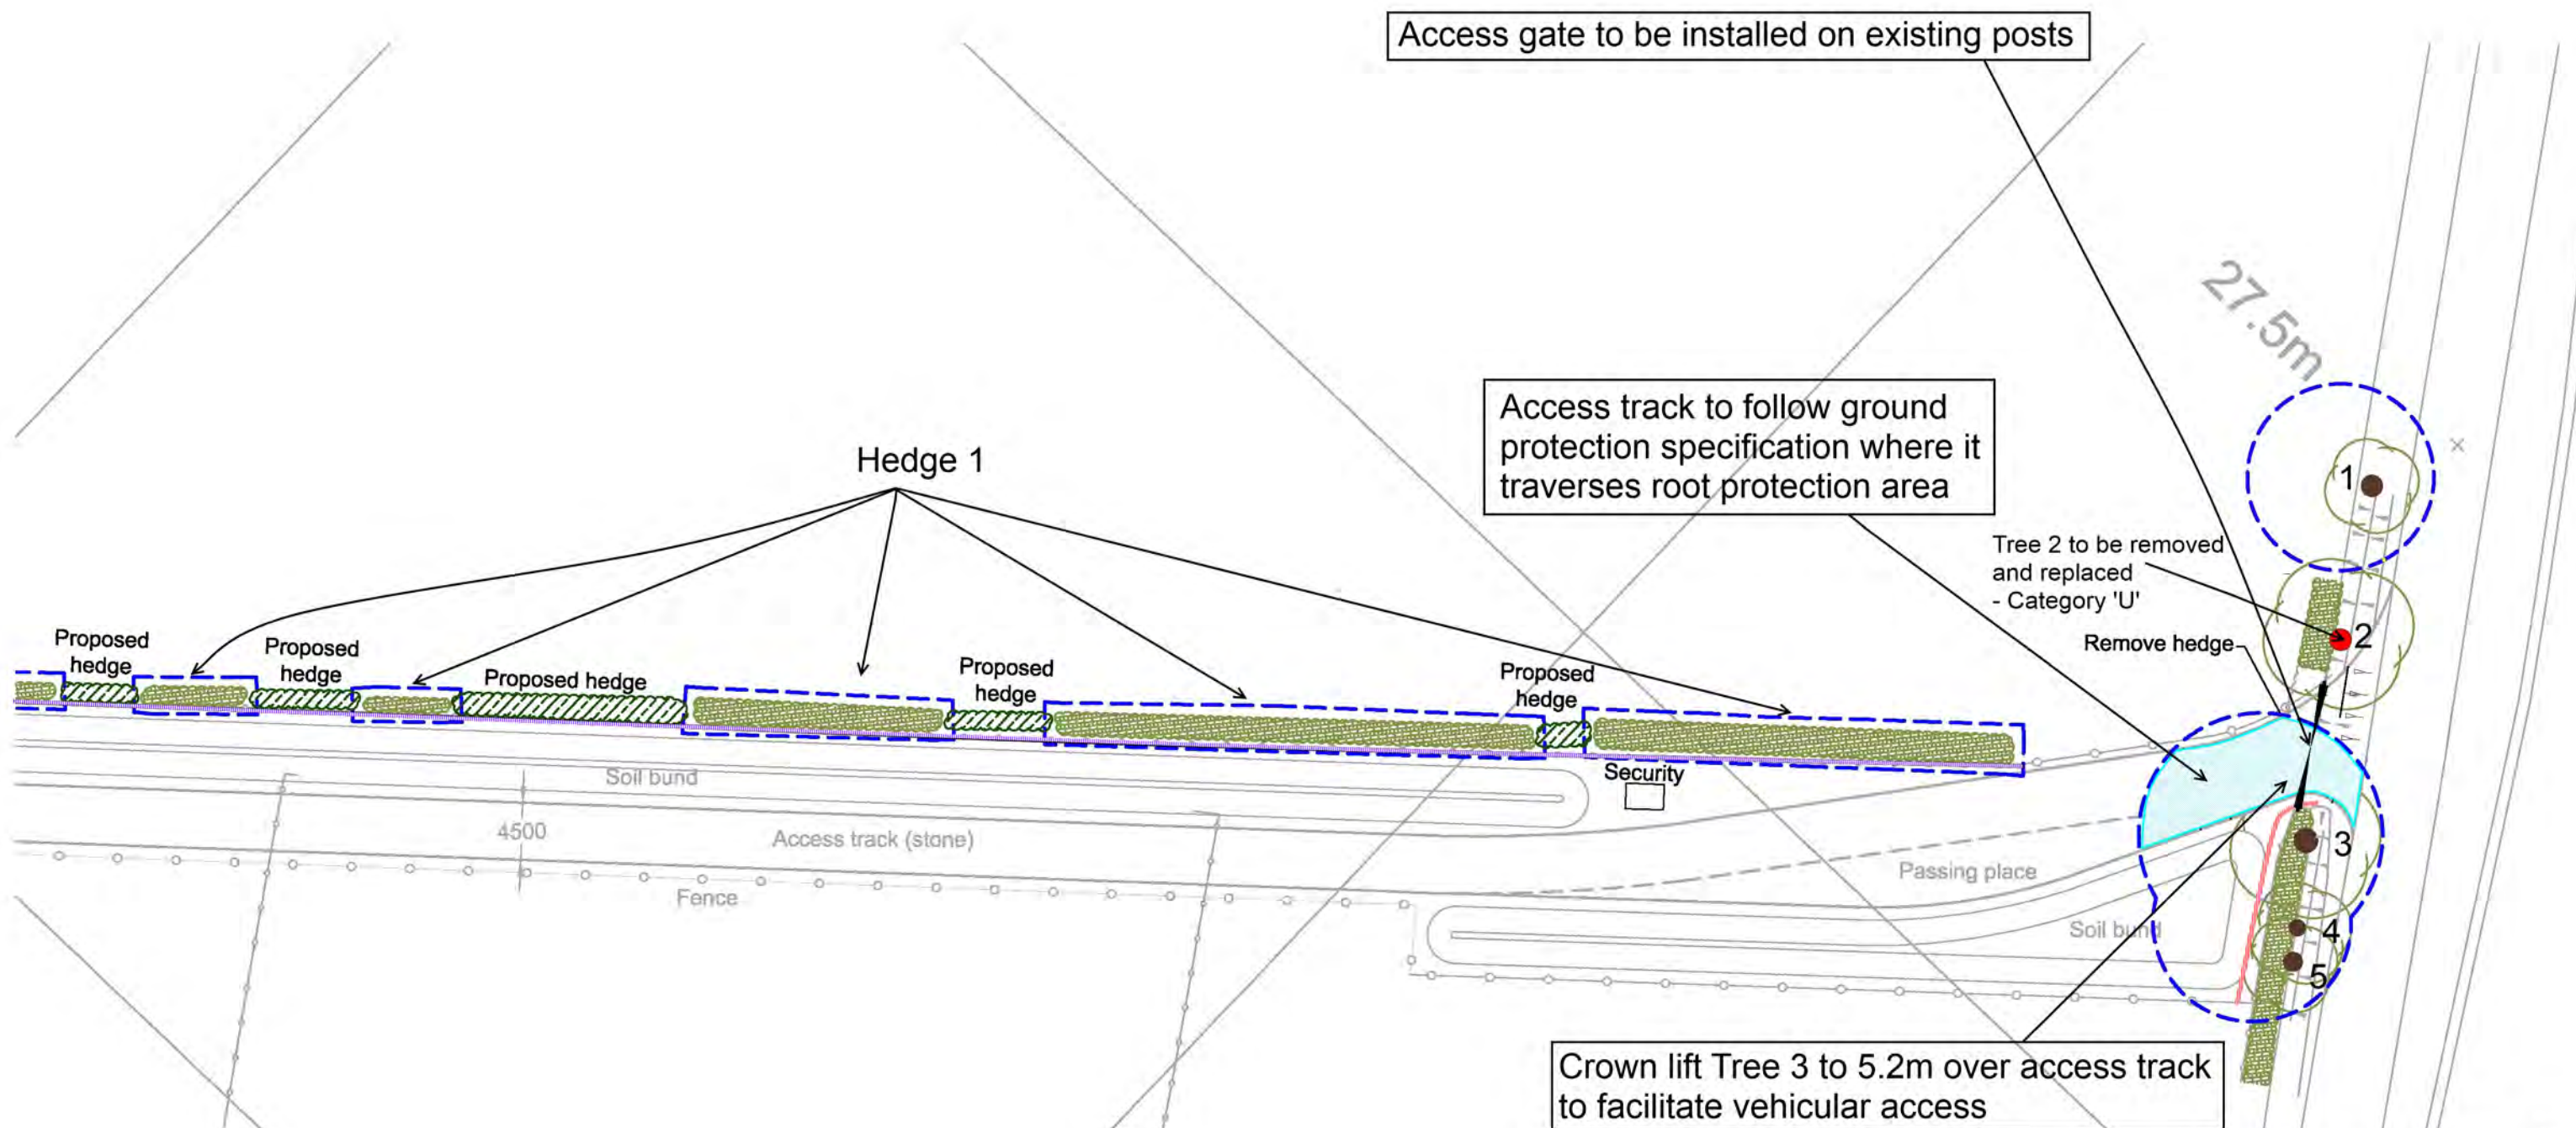 Access gate to be installed on existing posts
27.5m
Access track to follow ground
protection specification where it
traverses root protection area
Hedge 1
1
Tree 2 to be removed
and replaced
- Category 'U'
2
Remove hedge
Proposed
hedge
Proposed
hedge
Proposed hedge
Proposed
hedge
Proposed
hedge
Security
Soil bund
4500
Access track (stone)
Fence
3
Passing place
Soil bund
4
5
Crown lift Tree 3 to 5.2m over access track
to facilitate vehicular access